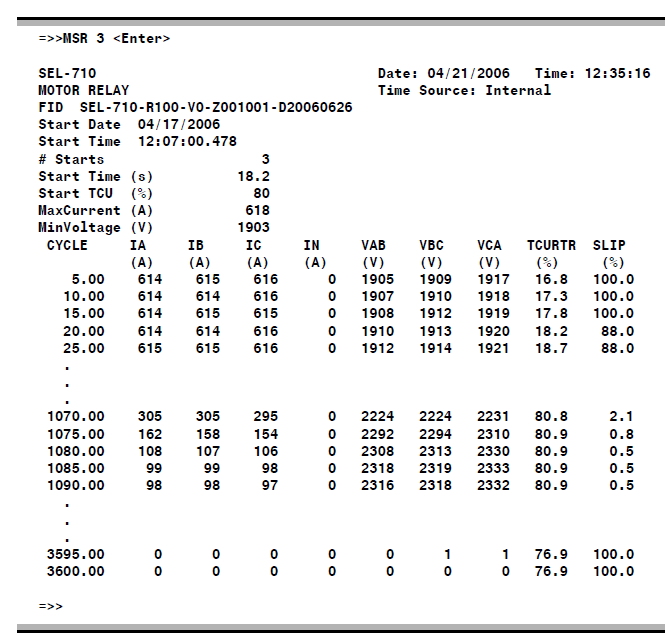 =>>MSR 3 <Enter>
SEL-710 Date: 04/21/2006 Time: 12:35:16
MOTOR RELAY Time Source: Internal
FID SEL-710-R100-V0-Z001001-D20060626
Start Date 04/17/2006
Start Time 12:07:00.478
# Starts 3
Start Time (s) 18.2
Start TCU (%) 80
MaxCurrent (A) 618
MinVoltage (V) 1903
CYCLE IA IB IC IN VAB VBC VCA TCURTR SLIP
(A) (A) (A) (A) (V) (V) (V) (%) (%)
5.00 614 615 616 0 1905 1909 1917 16.8 100.0
10.00 614 614 616 0 1907 1910 1918 17.3 100.0
15.00 614 615 615 0 1908 1912 1919 17.8 100.0
20.00 614 614 616 0 1910 1913 1920 18.2 88.0
25.00 615 615 616 0 1912 1914 1921 18.7 88.0
.
.
.
1070.00 305 305 295 0 2224 2224 2231 80.8 2.1
1075.00 162 158 154 0 2292 2294 2310 80.9 0.8
1080.00 108 107 106 0 2308 2313 2330 80.9 0.5
1085.00 99 99 98 0 2318 2319 2333 80.9 0.5
1090.00 98 98 97 0 2316 2318 2332 80.9 0.5
.
.
.
3595.00 0 0 0 0 0 1 1 76.9 100.0
3600.00 0 0 0 0 0 0 0 76.9 100.0
=>>